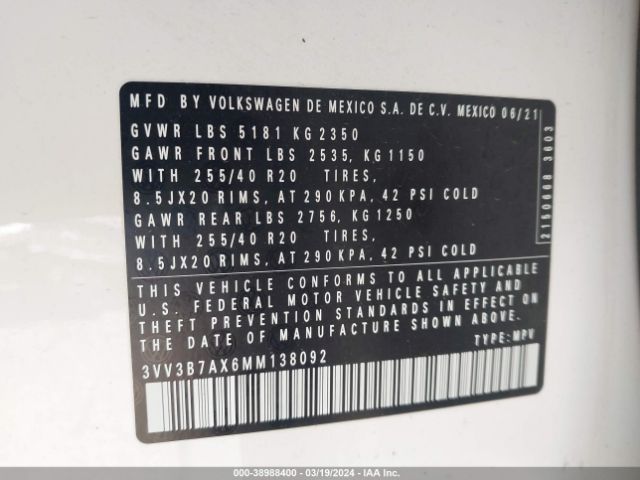 MFD BY VOLKSWAGEN DE MEXICO S.A. DE C.V. MEXICO 06/21
GVWR LBS 5181 KG 2350
GAWR FRONT LBS 2535, KG 1150
WITH 255/40 R20 TIRES,
8.5JX20 RIMS, AT 290 KPA, 42 PSI COLD
GAWR REAR LBS 2756, KG 1250
WITH 255/40 R20 TIRES,
8.5JX20 RIMS, AT 290 KPA, 42 PSI COLD
2150668 3603
THIS VEHICLE CONFORMS TO ALL APPLICABLE
U.S. FEDERAL MOTOR VEHICLE SAFETY AND
THEFT PREVENTION STANDARDS IN EFFECT ON
DATE OF MANUFACTURE SHOWN ABOVE.
TYPE: MPV
3VV3B7AX6MM138092
000-38988400 - 03/19/2024 - IAA Inc.